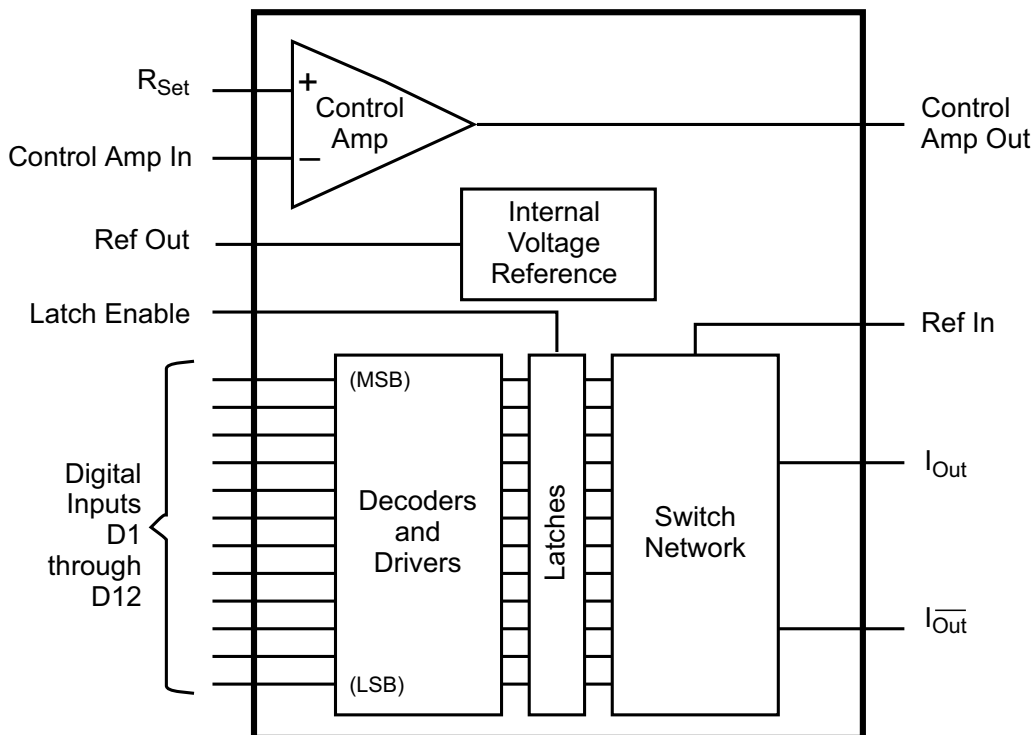 R_Set
+
Control
Amp
Control Amp In
−
Control
Amp Out
Internal
Voltage
Reference
Ref Out
Latch Enable
Ref In
(MSB)
Digital
Inputs
D1
through
D12
Decoders
and
Drivers
Latches
Switch
Network
I_Out
I_O̅u̅t̅
(LSB)